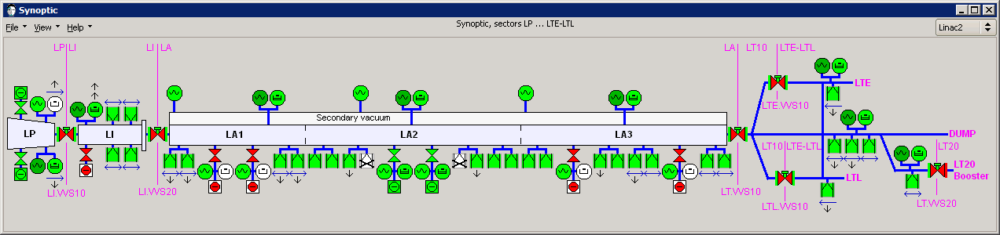 Synoptic
File View Help
Synoptic, sectors LP ... LTE-LTL
Linac2
LP LI
LI LA
LA LT10 LTE-LTL
LTE
LTE.VVS10
Secondary vacuum
LP
LI
LA1
LA2
LA3
DUMP
LT10 LTE-LTL
LT20
LT20
Booster
LTL
LI.VVS10
LI.VVS20
LT.VVS10
LTL.VVS10
LT.VVS20